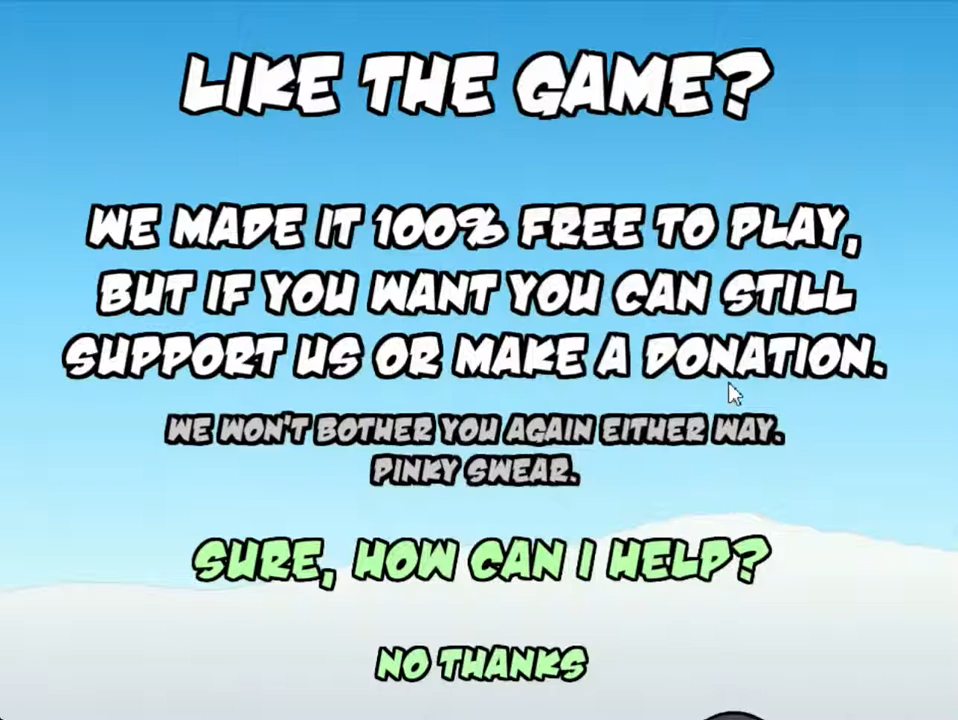 LIKE THE GAME?
WE MADE IT 100% FREE TO PLAY,
BUT IF YOU WANT YOU CAN STILL
SUPPORT US OR MAKE A DONATION.
WE WON'T BOTHER YOU AGAIN EITHER WAY.
PINKY SWEAR.
SURE, HOW CAN I HELP?
NO THANKS